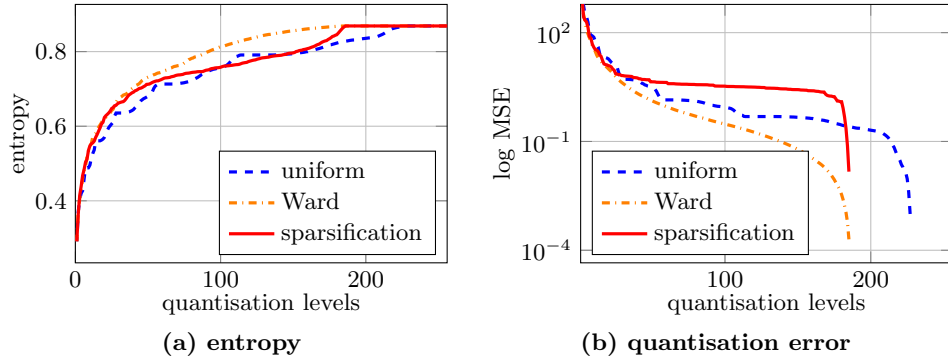 0.8
0.6
0.4
entropy
uniform
Ward
sparsification
0
100
200
quantisation levels
(a) entropy
10^2
10^−1
10^−4
log MSE
uniform
Ward
sparsification
100
200
quantisation levels
(b) quantisation error